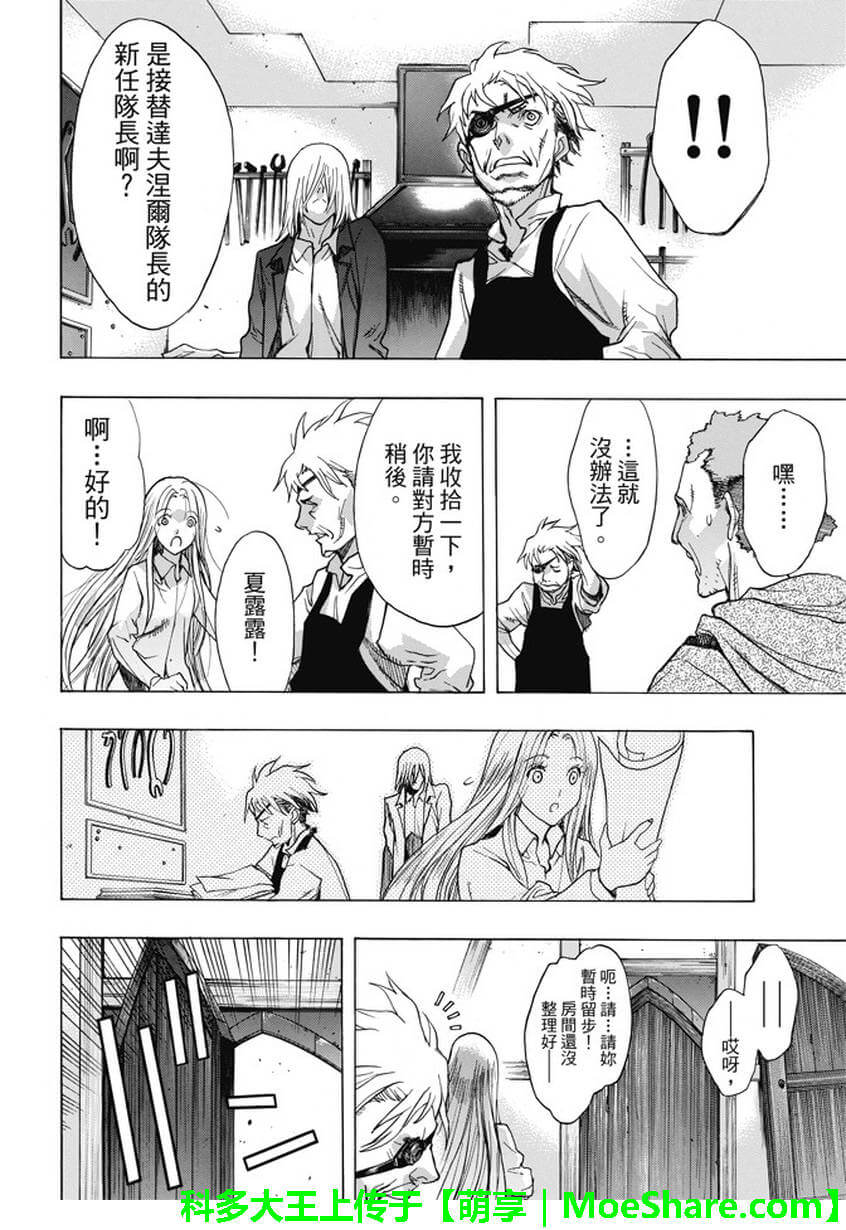 !!
是接替達夫涅爾隊長的
新任隊長啊？
嘿……
…這就
沒辦法了。
我收拾一下，
你請對方暫時
稍後。
夏露露！
啊…好的！
——哎呀，
呃…請…請妳
暫時留步！
房間還沒
整理好——
科多大王上传于【萌享｜MoeShare.com】